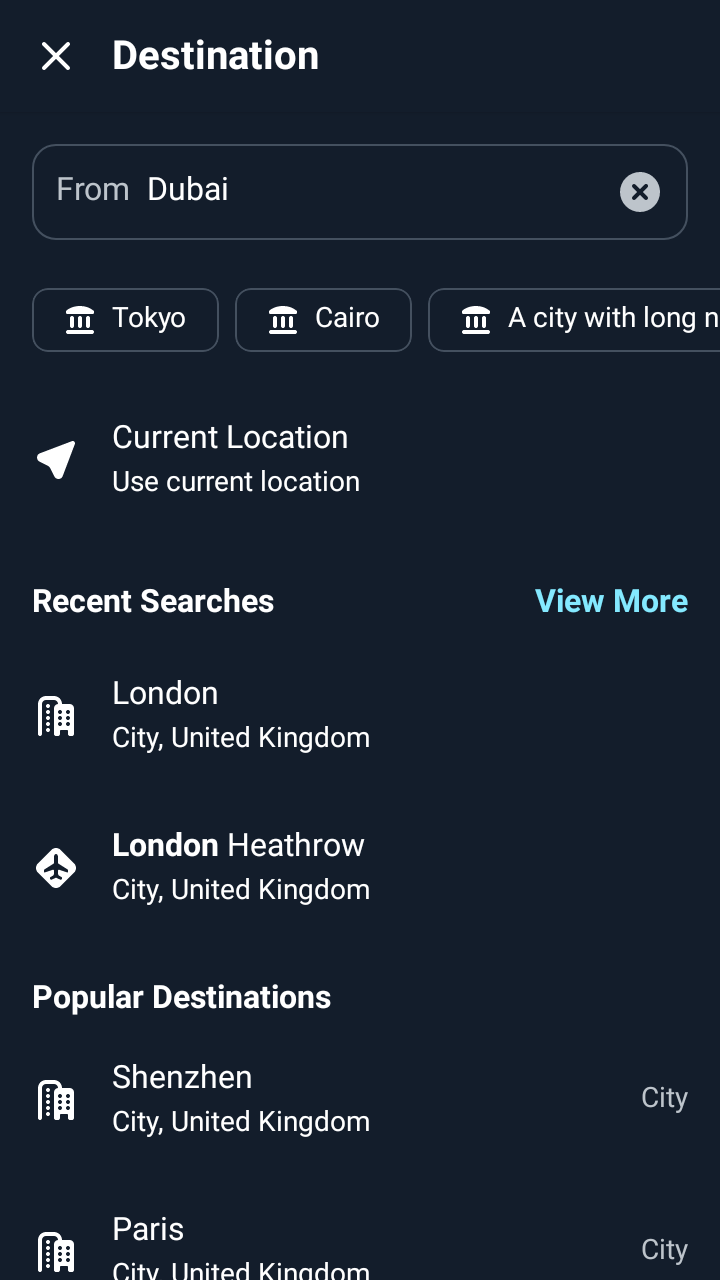 Destination
From Dubai
Tokyo Cairo A city with long n
Current Location
Use current location
Recent Searches View More
London
City, United Kingdom
London Heathrow
City, United Kingdom
Popular Destinations
Shenzhen
City, United Kingdom
City
Paris
City, United Kingdom
City